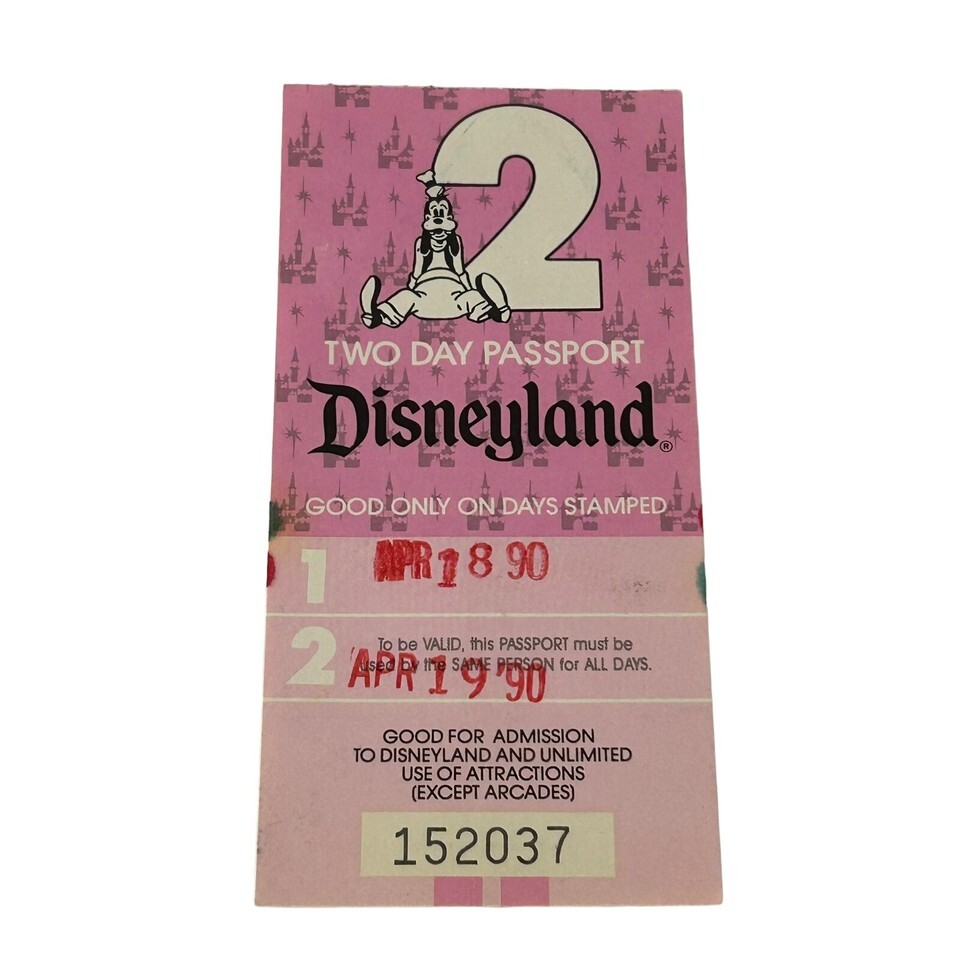 2
TWO DAY PASSPORT
Disneyland®
GOOD ONLY ON DAYS STAMPED
1 APR 18 90
2 To be VALID, this PASSPORT must be
used by the SAME PERSON for ALL DAYS.
APR 19 '90
GOOD FOR ADMISSION
TO DISNEYLAND AND UNLIMITED
USE OF ATTRACTIONS
(EXCEPT ARCADES)
152037